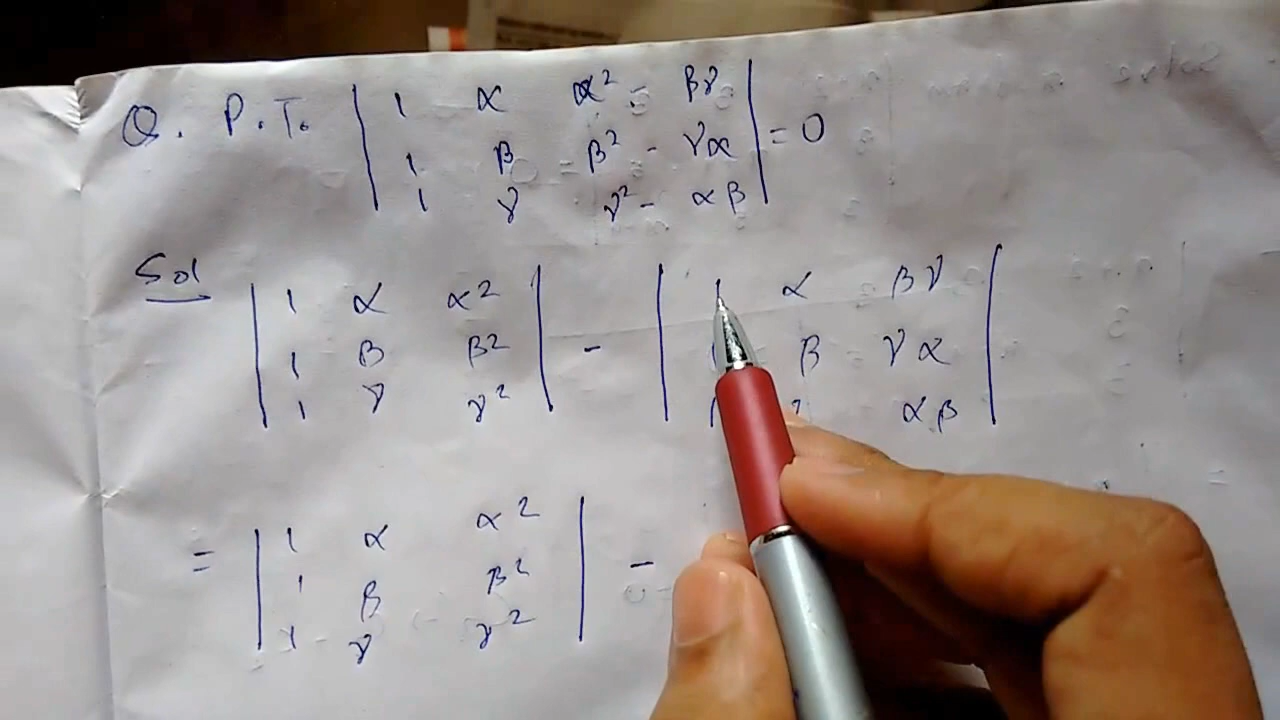 Q. P.T. | 1 α α² - βγ | = 0
| 1 β β² - γα |
| 1 γ γ² - αβ |
Sol | 1 α α² | - | 1 α βγ |
| 1 β β² | | 1 β γα |
| 1 γ γ² | | 1 αβ |
= | 1 α α² | -
| 1 β β² |
| 1 γ γ² |